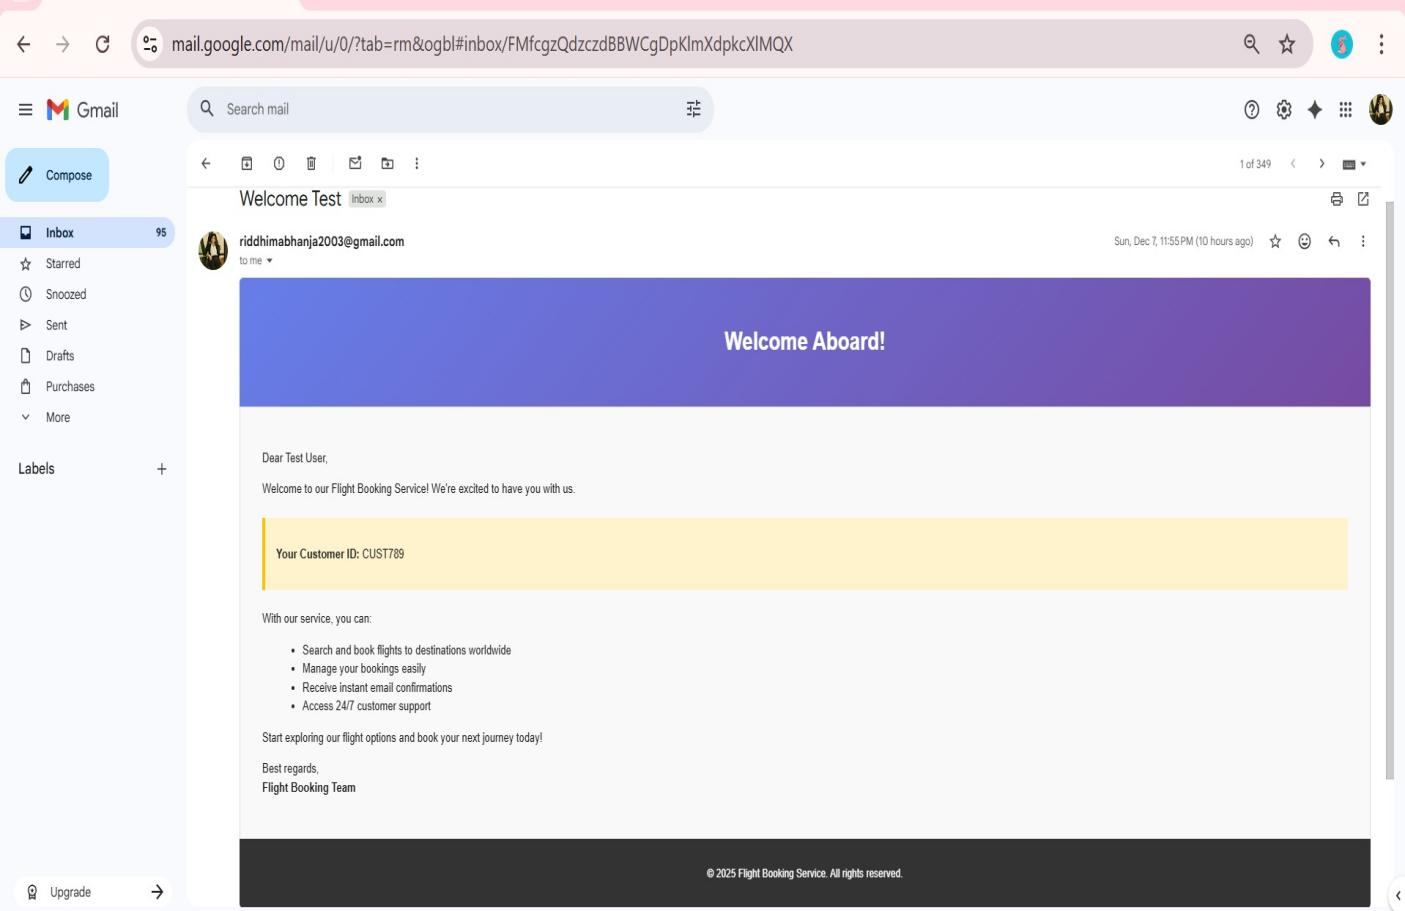 mail.google.com/mail/u/0/?tab=rm&ogbl#inbox/FMfcgzQdzczdBBWCgDpKlmXdpkcXlMQX
Gmail
Search mail
Compose
1 of 349
Welcome Test Inbox x
Inbox 95
riddhimabhanja2003@gmail.com
Sun, Dec 7, 11:55 PM (10 hours ago)
to me
Starred
Snoozed
Sent
Drafts
Purchases
More
Labels
Welcome Aboard!
Dear Test User,
Welcome to our Flight Booking Service! We're excited to have you with us.
Your Customer ID: CUST789
With our service, you can:
• Search and book flights to destinations worldwide
• Manage your bookings easily
• Receive instant email confirmations
• Access 24/7 customer support
Start exploring our flight options and book your next journey today!
Best regards,
Flight Booking Team
© 2025 Flight Booking Service. All rights reserved.
Upgrade